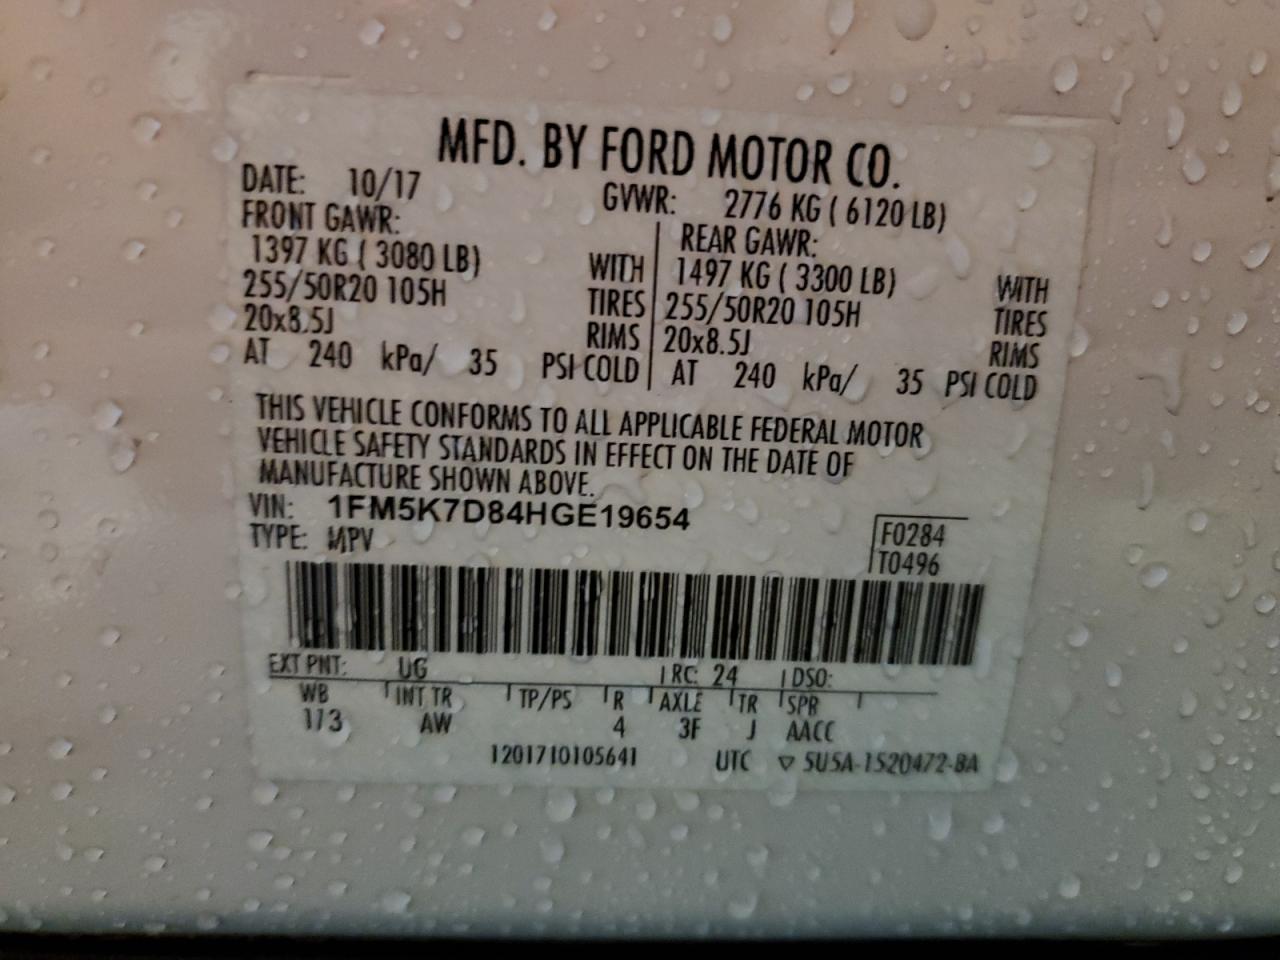 MFD. BY FORD MOTOR CO.
DATE: 10/17 GVWR: 2776 KG ( 6120 LB)
FRONT GAWR: REAR GAWR:
1397 KG ( 3080 LB) WITH 1497 KG ( 3300 LB) WITH
255/50R20 105H TIRES 255/50R20 105H TIRES
20x8.5J RIMS 20x8.5J RIMS
AT 240 kPa/ 35 PSI COLD AT 240 kPa/ 35 PSI COLD
THIS VEHICLE CONFORMS TO ALL APPLICABLE FEDERAL MOTOR
VEHICLE SAFETY STANDARDS IN EFFECT ON THE DATE OF
MANUFACTURE SHOWN ABOVE.
VIN: 1FM5K7D84HGE19654
TYPE: MPV
F0284
T0496
EXT PNT: UG RC: 24 DSO:
WB INT TR TP/PS R AXLE TR SPR
113 AW 4 3F J AACC
1201710105641 UTC ▽ 5U5A-1520472-BA